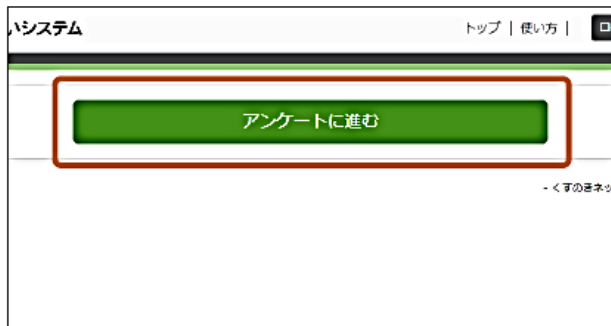 いシステム
トップ | 使い方 |
アンケートに進む
- くすのきネッ